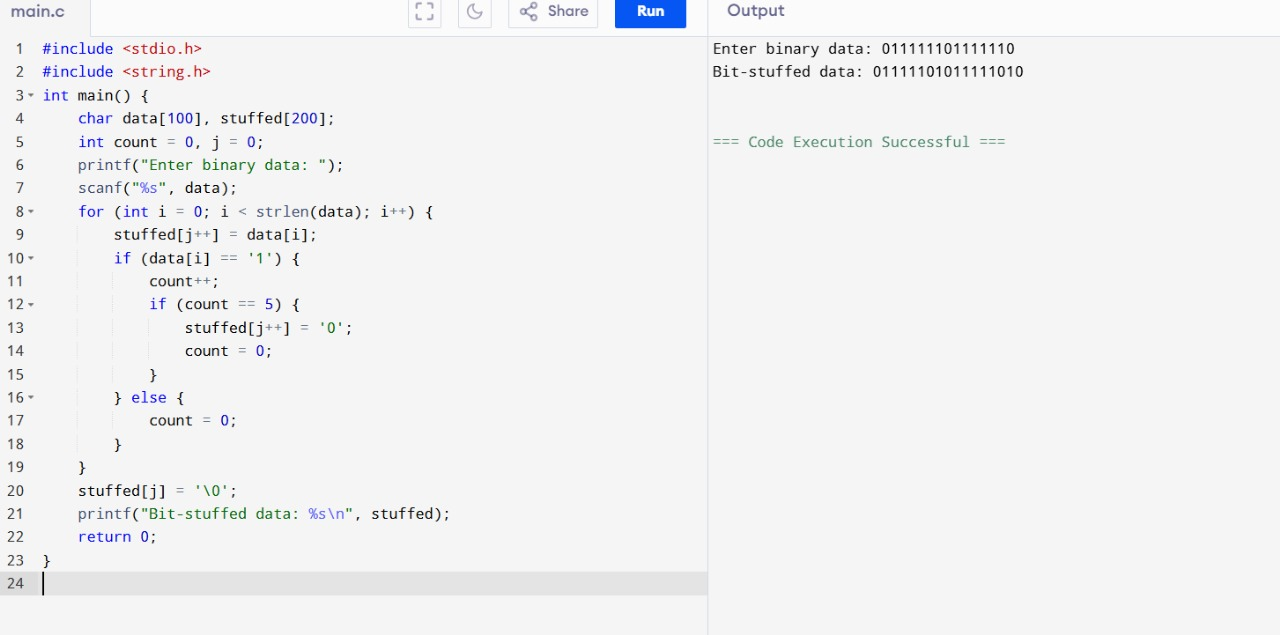 main.c
Share
Run
Output
1 #include <stdio.h>
2 #include <string.h>
3 int main() {
4     char data[100], stuffed[200];
5     int count = 0, j = 0;
6     printf("Enter binary data: ");
7     scanf("%s", data);
8     for (int i = 0; i < strlen(data); i++) {
9         stuffed[j++] = data[i];
10         if (data[i] == '1') {
11             count++;
12             if (count == 5) {
13                 stuffed[j++] = '0';
14                 count = 0;
15             }
16         } else {
17             count = 0;
18         }
19     }
20     stuffed[j] = '\0';
21     printf("Bit-stuffed data: %s\n", stuffed);
22     return 0;
23 }
24
Enter binary data: 011111101111110
Bit-stuffed data: 01111101011111010
=== Code Execution Successful ===